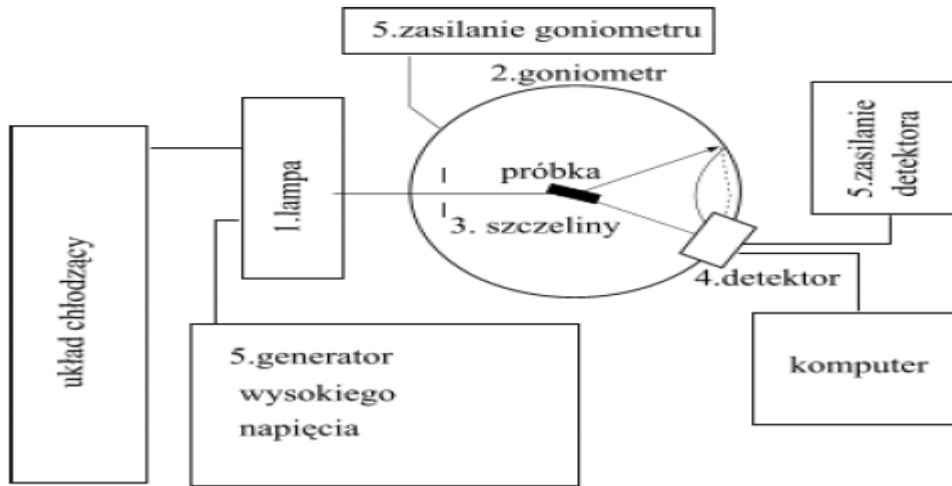 5.zasilanie goniometru
2.goniometr
układ chłodzący
1.lampa
próbka
3. szczeliny
4.detektor
5.zasilanie
detektora
5.generator
wysokiego
napięcia
komputer